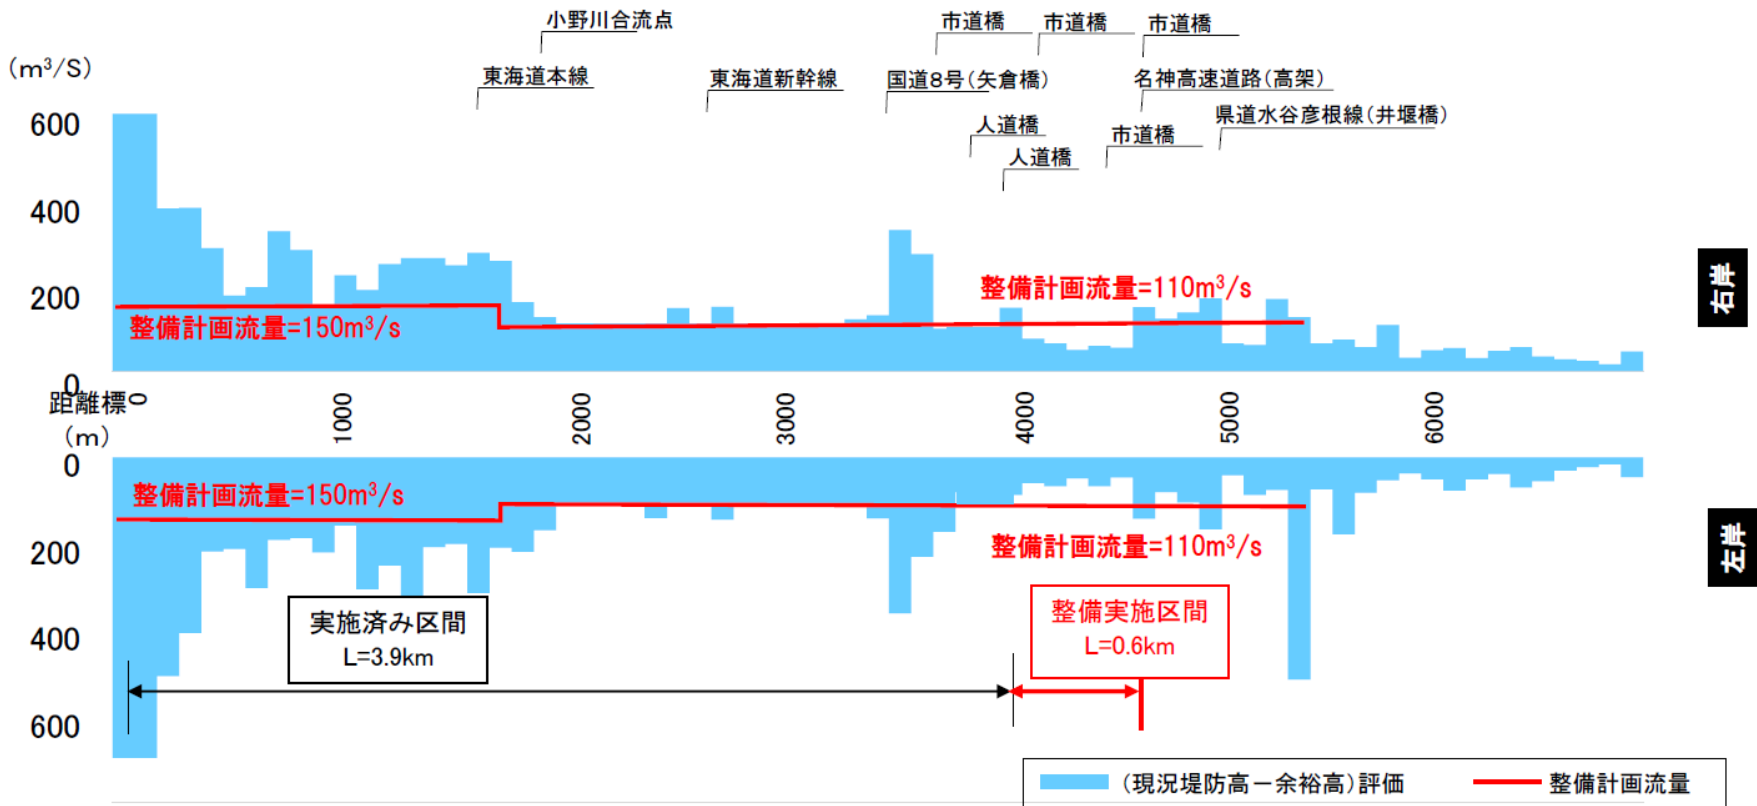 小野川合流点
市道橋
市道橋
市道橋
(m³/S)
東海道本線
東海道新幹線
国道8号(矢倉橋)
名神高速道路(高架)
県道水谷彦根線(井堰橋)
人道橋
市道橋
人道橋
600
400
200
0
整備計画流量=110m³/s
整備計画流量=150m³/s
右岸
距離標
(m)
0
1000
2000
3000
4000
5000
6000
0
200
400
600
整備計画流量=150m³/s
整備計画流量=110m³/s
左岸
実施済み区間
L=3.9km
整備実施区間
L=0.6km
(現況堤防高-余裕高)評価
整備計画流量